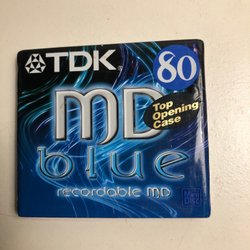 TDK
80
MD
Top
Opening
Case
blue
recordable MD